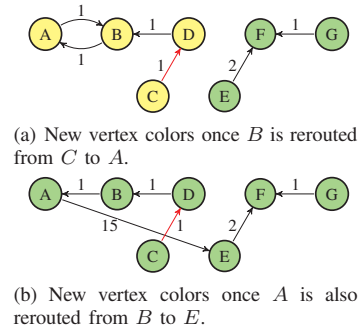 1
A B D F G
1
1
1
1
2
C E
(a) New vertex colors once B is rerouted
from C to A.
1
1
1
A B D F G
15
1
2
C E
(b) New vertex colors once A is also
rerouted from B to E.